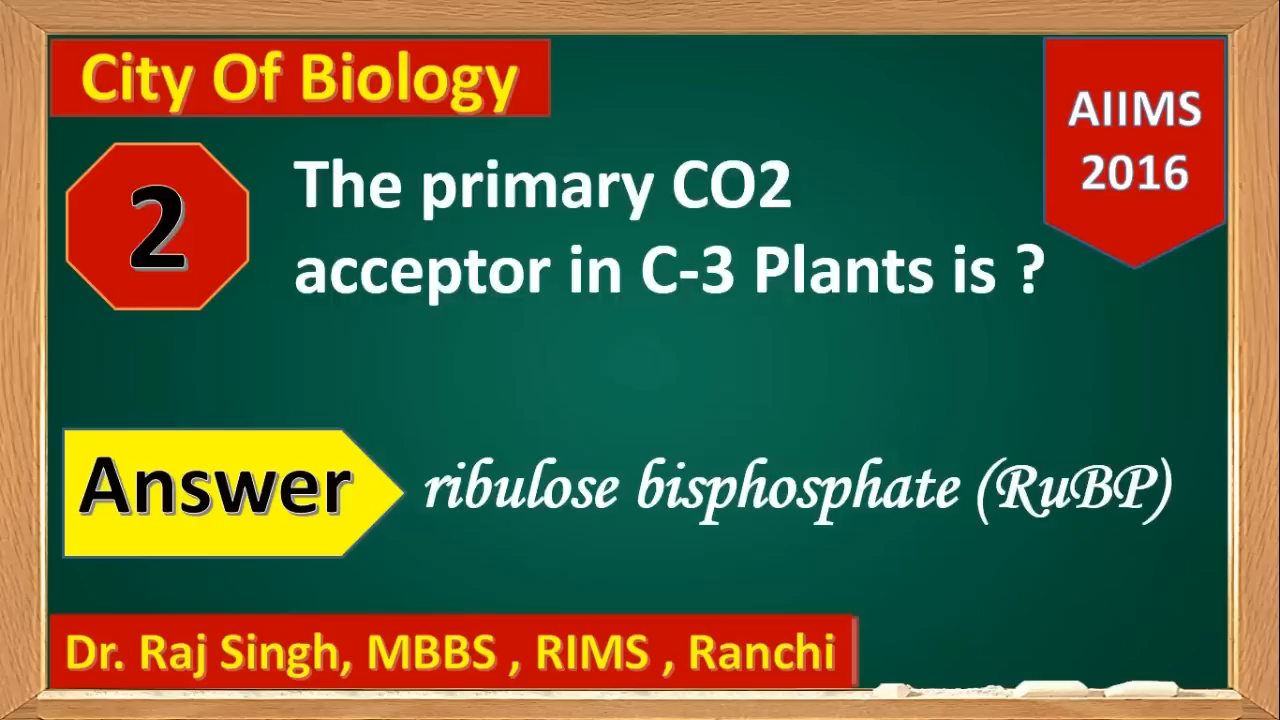 City Of Biology
AIIMS
2016
2
The primary CO2
acceptor in C-3 Plants is ?
Answer
ribulose bisphosphate (RuBP)
Dr. Raj Singh, MBBS , RIMS , Ranchi